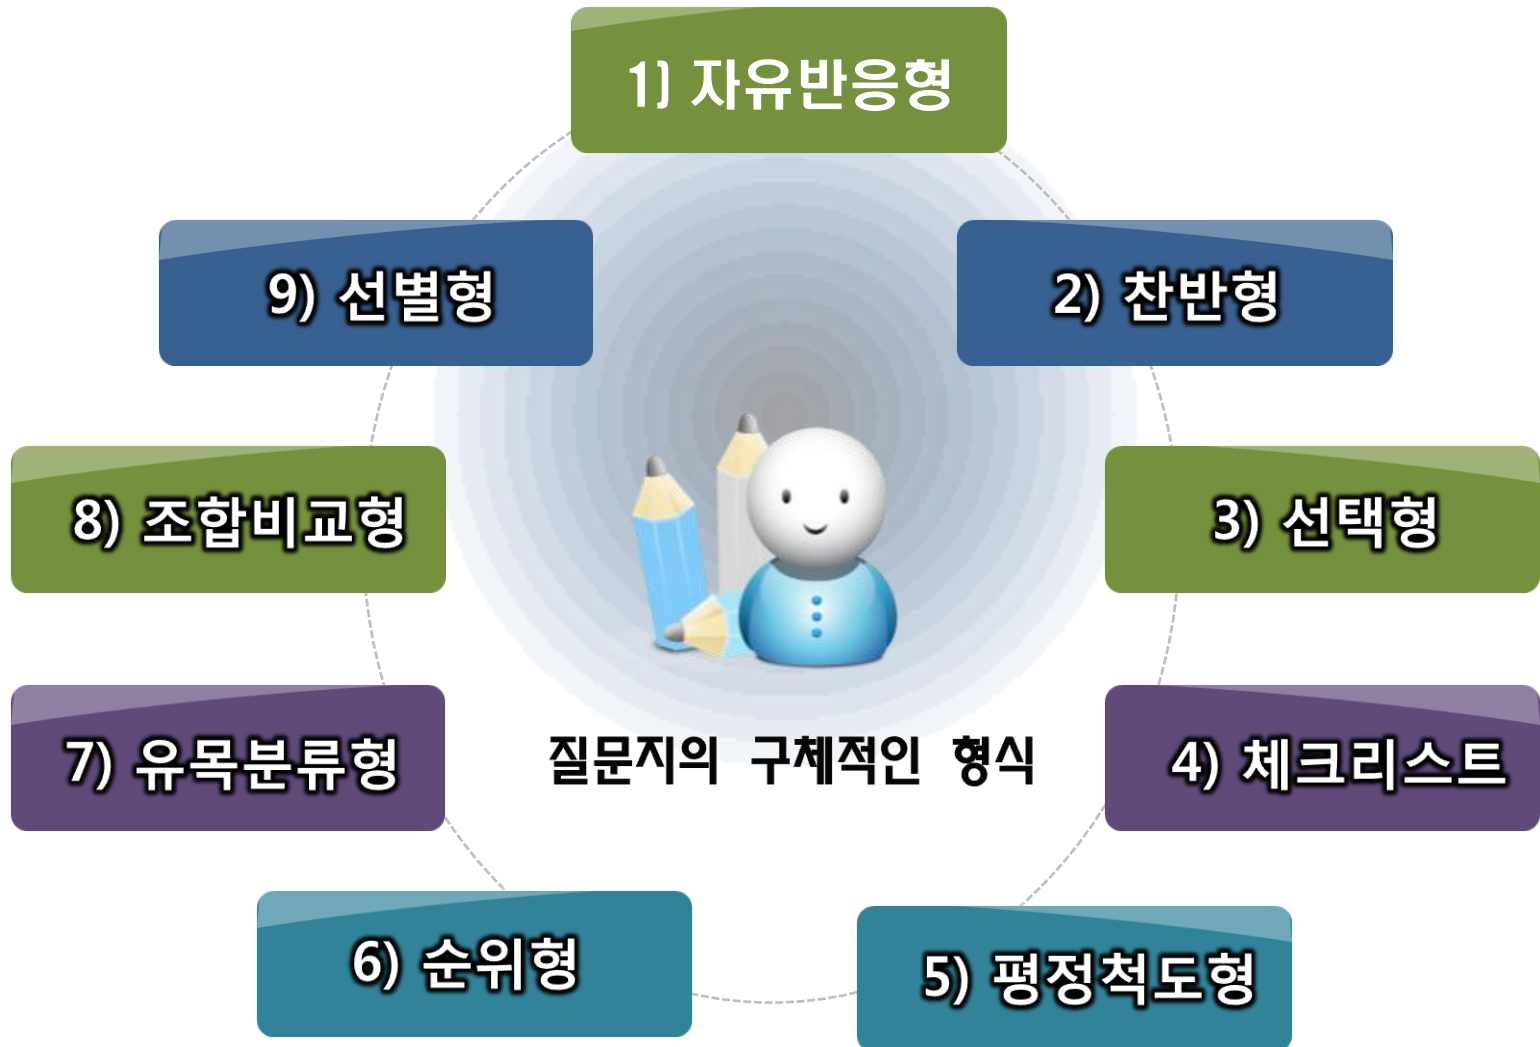 1) 자유반응형
2) 찬반형
3) 선택형
4) 체크리스트
5) 평정척도형
6) 순위형
7) 유목분류형
8) 조합비교형
9) 선별형
질문지의 구체적인 형식